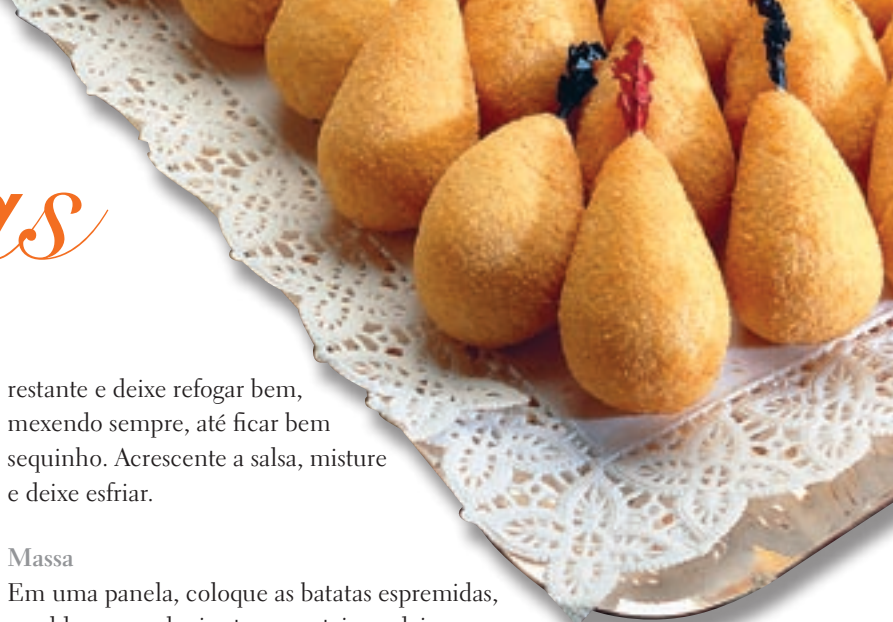 as
restante e deixe refogar bem,
mexendo sempre, até ficar bem
sequinho. Acrescente a salsa, misture
e deixe esfriar.
Massa
Em uma panela, coloque as batatas espremidas,